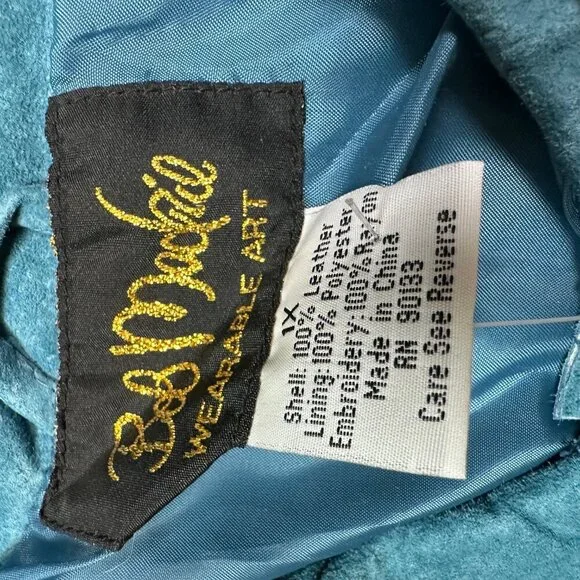 Bob Mackie
WEARABLE ART
1X
Shell: 100% Leather
Lining: 100% Polyester
Embroidery: 100% Rayon
Made in China
RN 90133
Care See Reverse